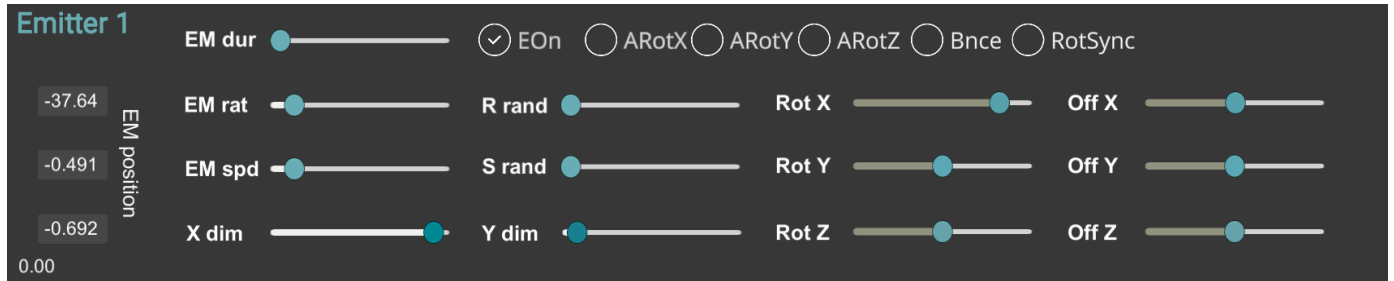 Emitter 1
EM dur EOn ARotX ARotY ARotZ Bnce RotSync
-37.64 EM rat R rand Rot X Off X
EM position
-0.491 EM spd S rand Rot Y Off Y
-0.692 X dim Y dim Rot Z Off Z
0.00